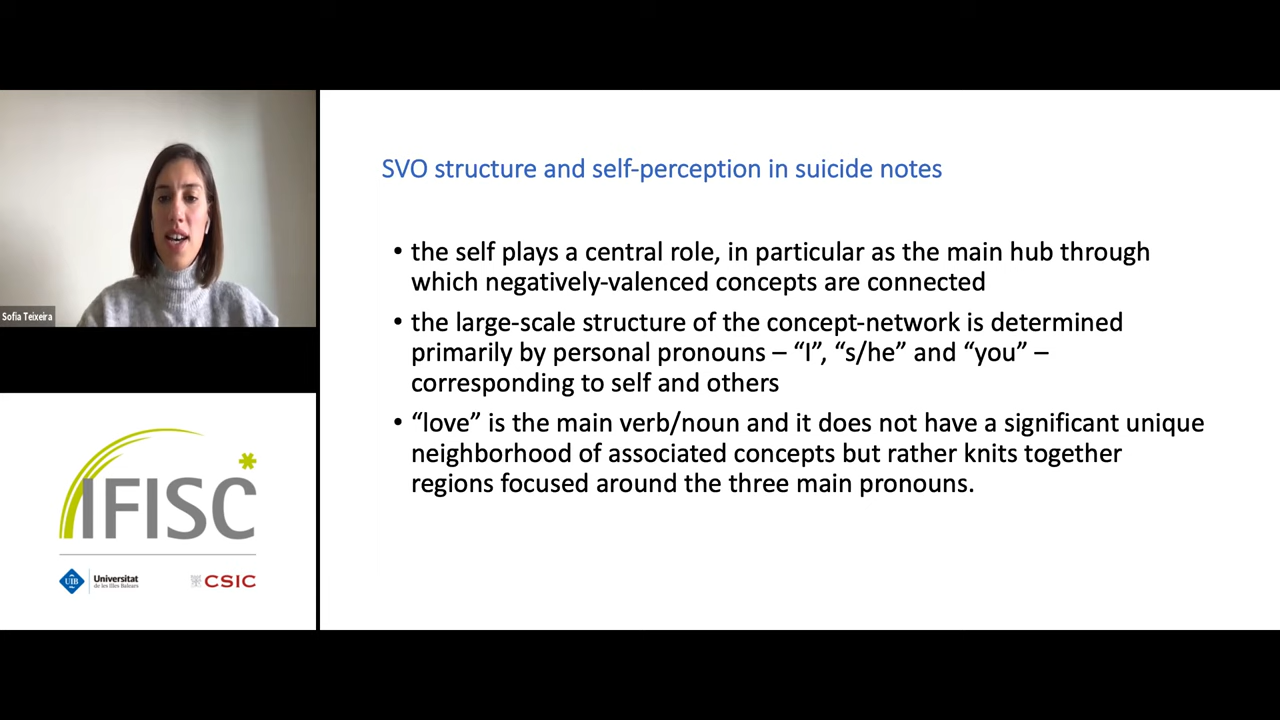 SVO structure and self-perception in suicide notes
• the self plays a central role, in particular as the main hub through
which negatively-valenced concepts are connected
• the large-scale structure of the concept-network is determined
primarily by personal pronouns – “I”, “s/he” and “you” –
corresponding to self and others
• “love” is the main verb/noun and it does not have a significant unique
neighborhood of associated concepts but rather knits together
regions focused around the three main pronouns.
Sofia Teixeira
IFISC
UIB
Universitat
de les Illes Balears
CSIC